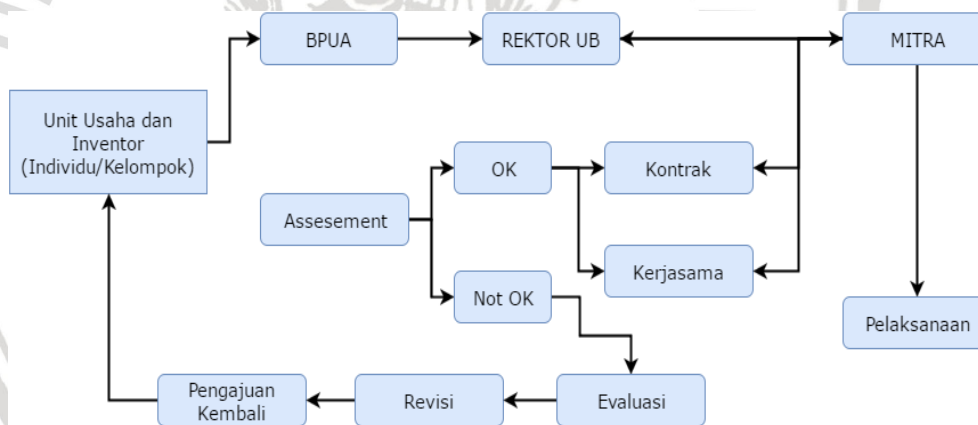 BPUA
REKTOR UB
MITRA
Unit Usaha dan
Inventor
(Individu/Kelompok)
OK
Kontrak
Assesement
Kerjasama
Not OK
Pelaksanaan
Pengajuan
Kembali
Revisi
Evaluasi